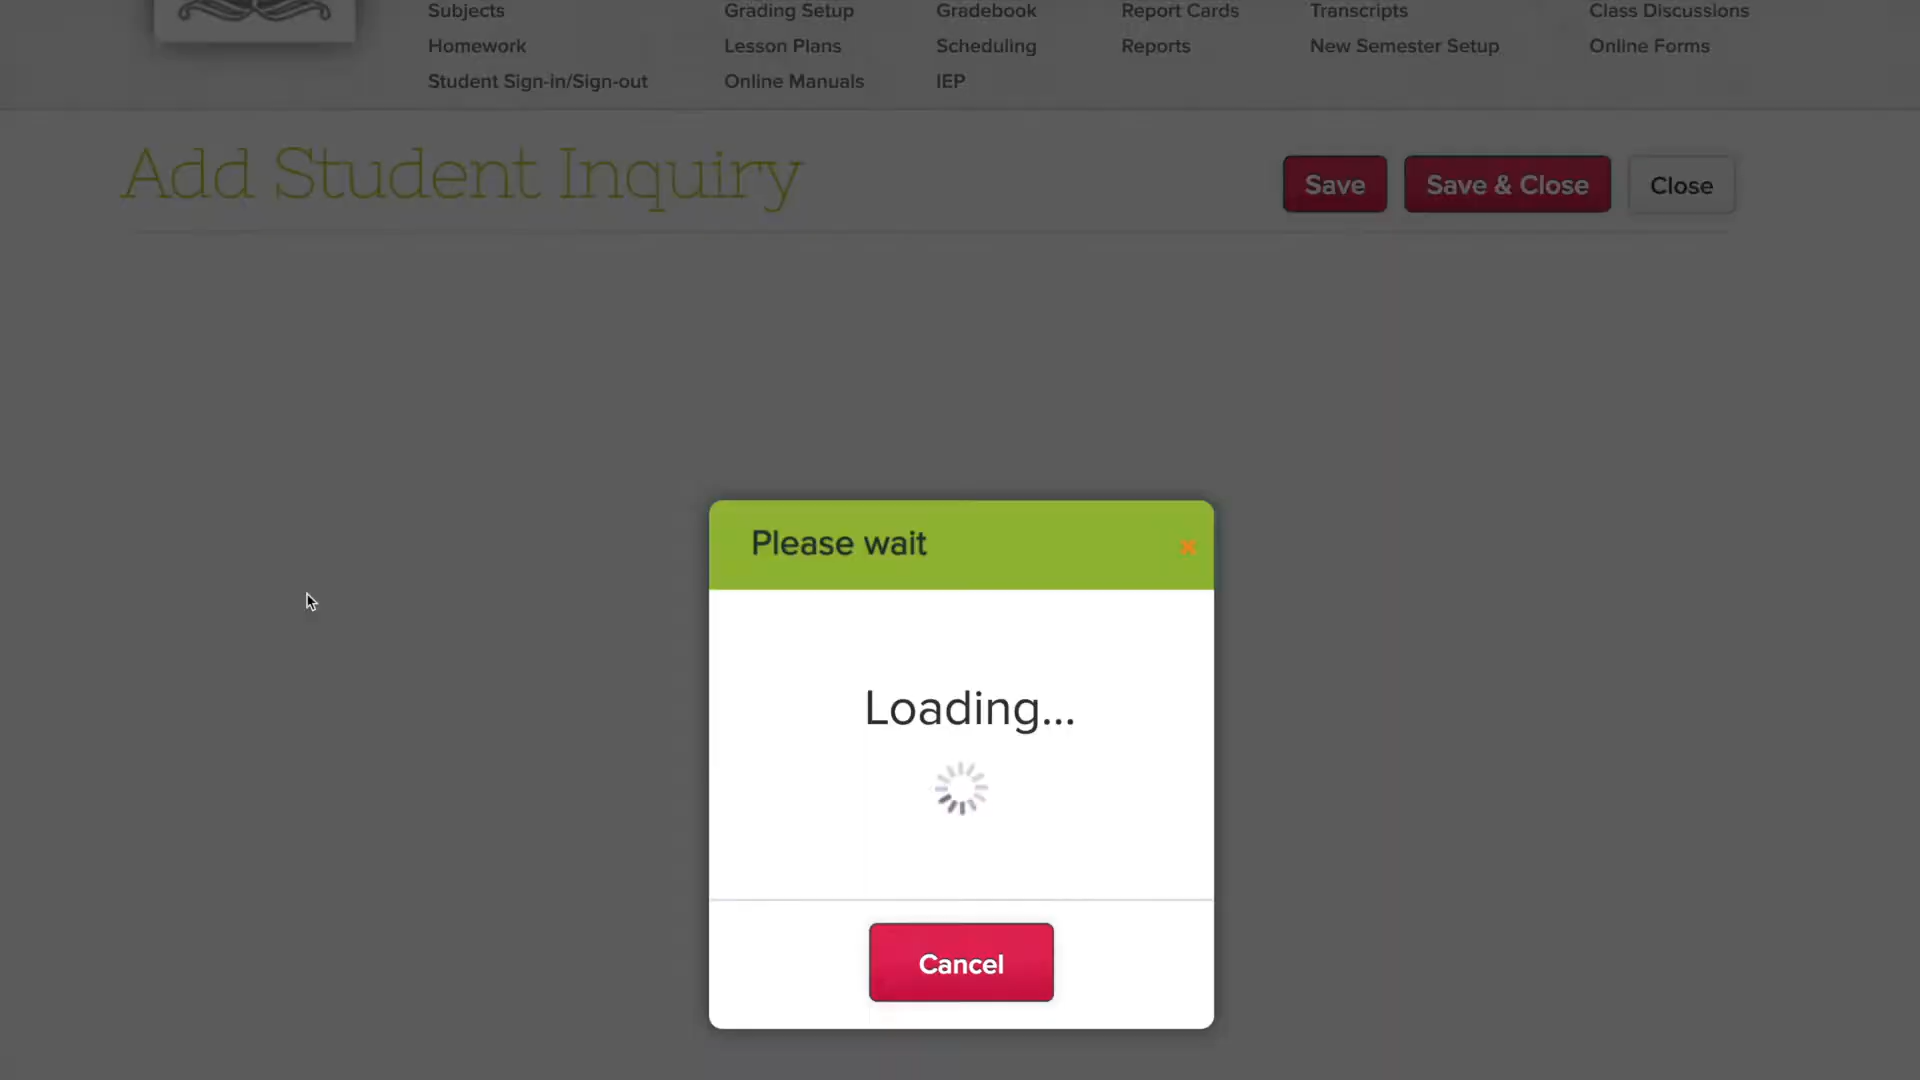 Subjects Grading Setup Gradebook Report Cards Transcripts Class Discussions
Homework Lesson Plans Scheduling Reports New Semester Setup Online Forms
Student Sign-in/Sign-out Online Manuals IEP
Add Student Inquiry Save Save & Close Close
Please wait
Loading...
Cancel